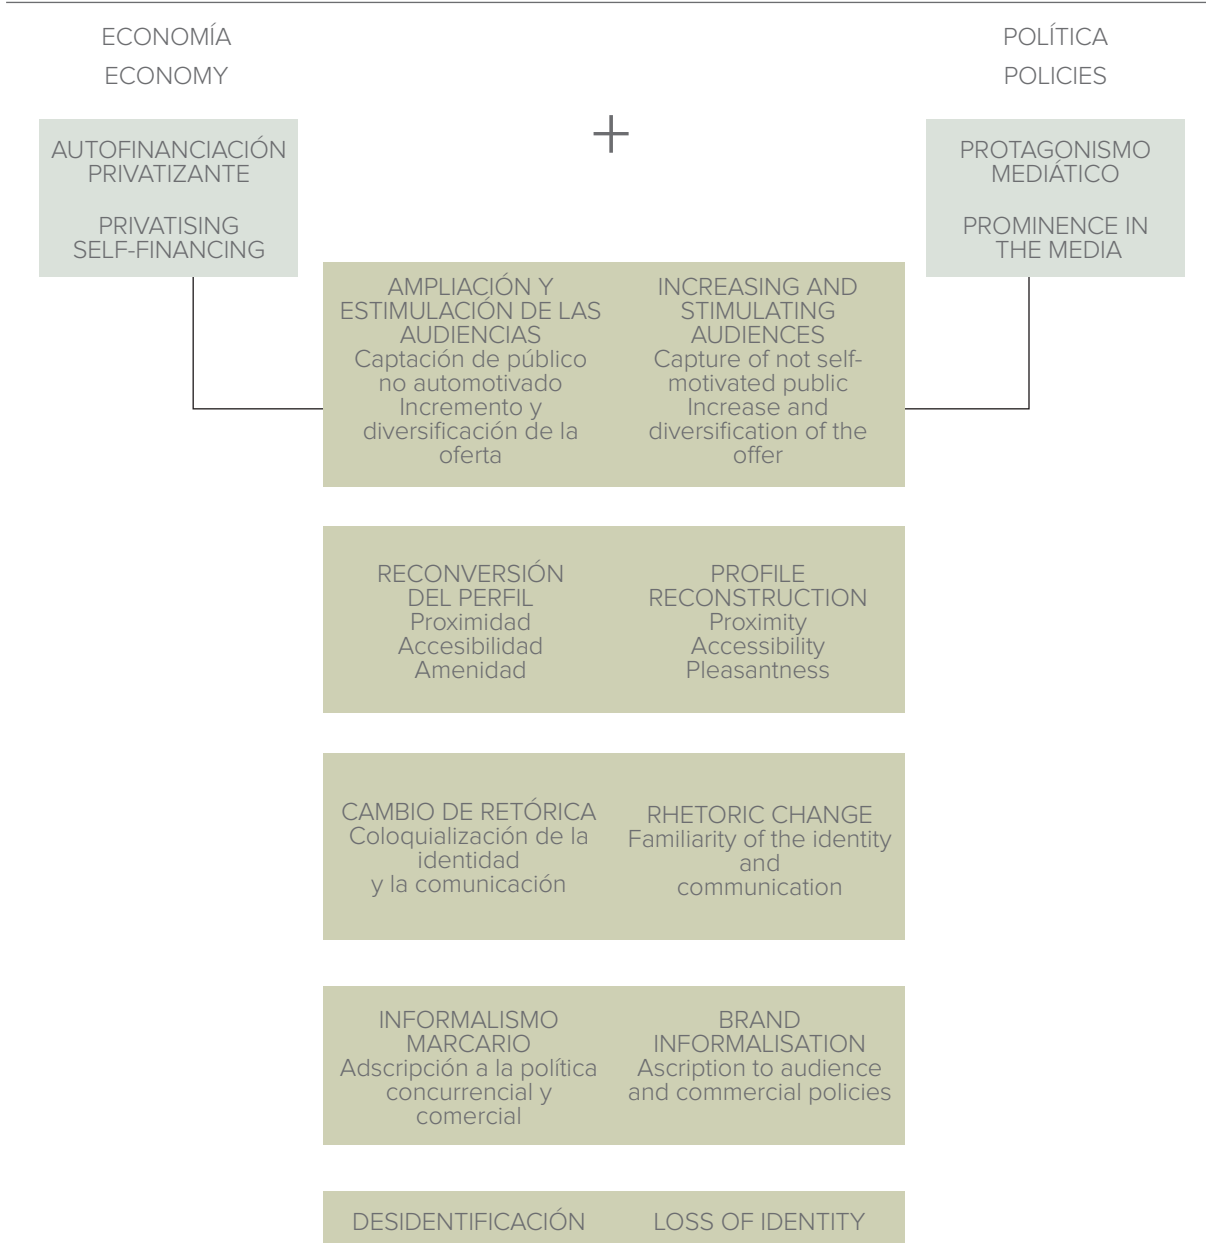 ECONOMÍA
ECONOMY
POLÍTICA
POLICIES
AUTOFINANCIACIÓN
PRIVATIZANTE
PRIVATISING
SELF-FINANCING
+
PROTAGONISMO
MEDIÁTICO
PROMINENCE IN
THE MEDIA
AMPLIACIÓN Y
ESTIMULACIÓN DE LAS
AUDIENCIAS
Captación de público
no automotivado
Incremento y
diversificación de la
oferta
INCREASING AND
STIMULATING
AUDIENCES
Capture of not self-
motivated public
Increase and
diversification of the
offer
RECONVERSIÓN
DEL PERFIL
Proximidad
Accesibilidad
Amenidad
PROFILE
RECONSTRUCTION
Proximity
Accessibility
Pleasantness
CAMBIO DE RETÓRICA
Coloquialización de la
identidad
y la comunicación
RHETORIC CHANGE
Familiarity of the identity
and
communication
INFORMALISMO
MARCARIO
Adscripción a la política
concurrencial y
comercial
BRAND
INFORMALISATION
Ascription to audience
and commercial policies
DESIDENTIFICACIÓN
LOSS OF IDENTITY